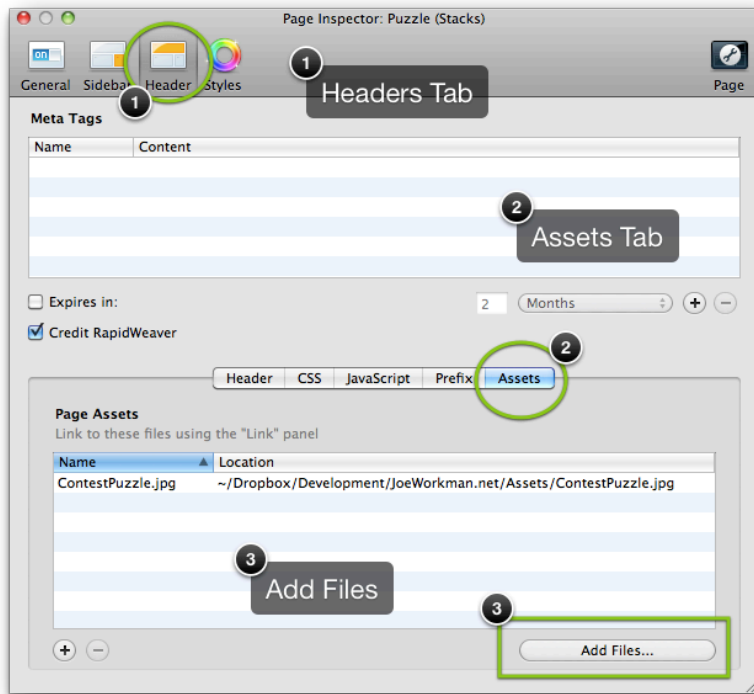 Page Inspector: Puzzle (Stacks)
on
General Sidebar Header Styles Page
1
1
Headers Tab
Meta Tags
Name Content
2
Assets Tab
Expires in: 2 Months
Credit RapidWeaver
2
Header CSS JavaScript Prefix Assets
Page Assets
Link to these files using the "Link" panel
Name Location
ContestPuzzle.jpg ~/Dropbox/Development/JoeWorkman.net/Assets/ContestPuzzle.jpg
3
Add Files
3
Add Files...